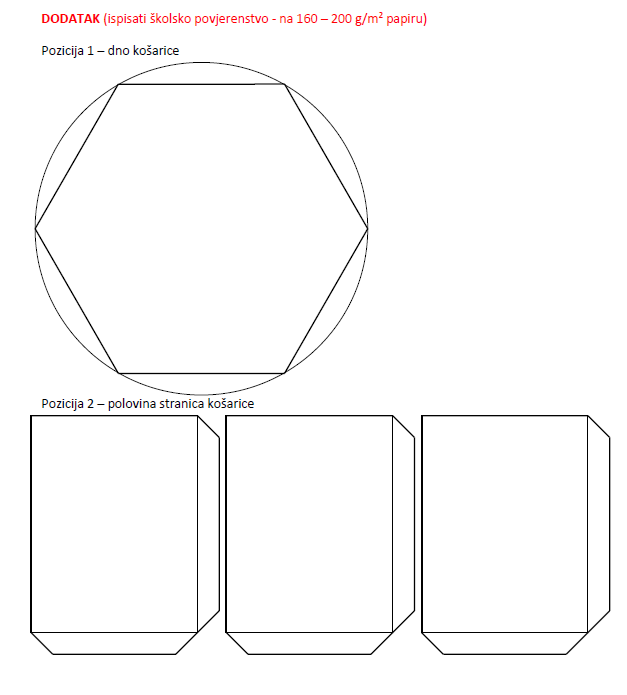 DODATAK (ispisati školsko povjerenstvo - na 160 – 200 g/m² papiru)
Pozicija 1 – dno košarice
Pozicija 2 – polovina stranica košarice